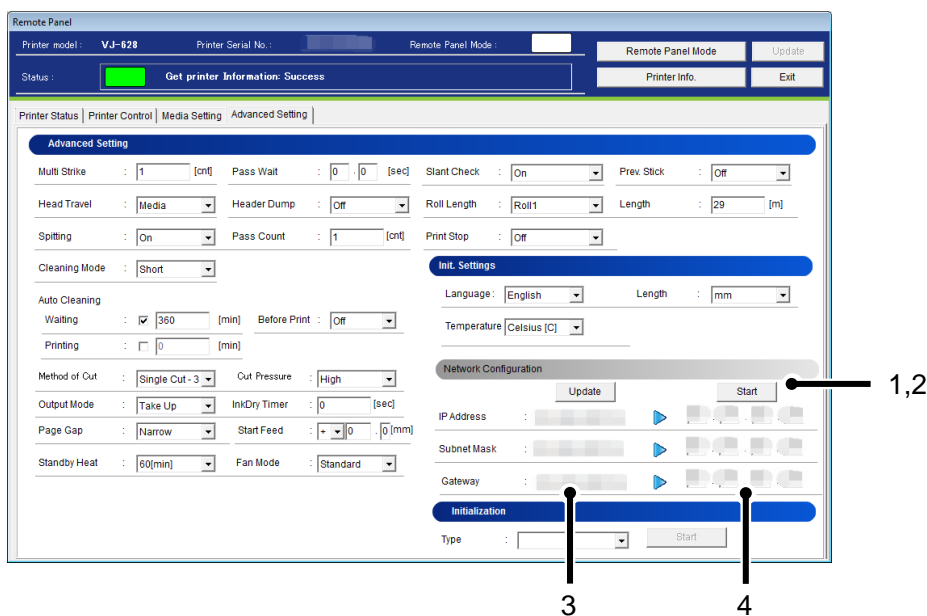 Remote Panel
Printer model : VJ-628 Printer Serial No. : Remote Panel Mode :
Remote Panel Mode Update
Status : Get printer Information: Success
Printer Info. Exit
Printer Status Printer Control Media Setting Advanced Setting
Advanced Setting
Multi Strike : 1 [cnt] Pass Wait : 0 . 0 [sec] Slant Check : On Prev. Stick : Off
Head Travel : Media Header Dump : Off Roll Length : Roll1 Length : 29 [m]
Spitting : On Pass Count : 1 [cnt] Print Stop : Off
Cleaning Mode : Short
Init. Settings
Language : English Length : mm
Auto Cleaning
Waiting : 360 [min] Before Print : Off
Temperature Celsius [C]
Printing : 0 [min]
Network Configuration
Method of Cut : Single Cut - 3 Cut Pressure : High
Update Start 1,2
Output Mode : Take Up InkDry Timer : 0 [sec]
IP Address : . . .
Page Gap : Narrow Start Feed : + 0 . 0 [mm]
Subnet Mask : . . .
Standby Heat : 60[min] Fan Mode : Standard
Gateway : . . .
Initialization
Type : Start
3 4